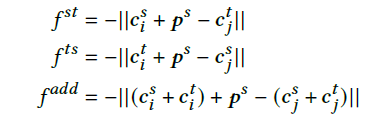 f^{st} = -||c_i^s + p^s - c_j^t||
f^{ts} = -||c_i^t + p^s - c_j^s||
f^{add} = -||(c_i^s + c_i^t) + p^s - (c_j^s + c_j^t)||